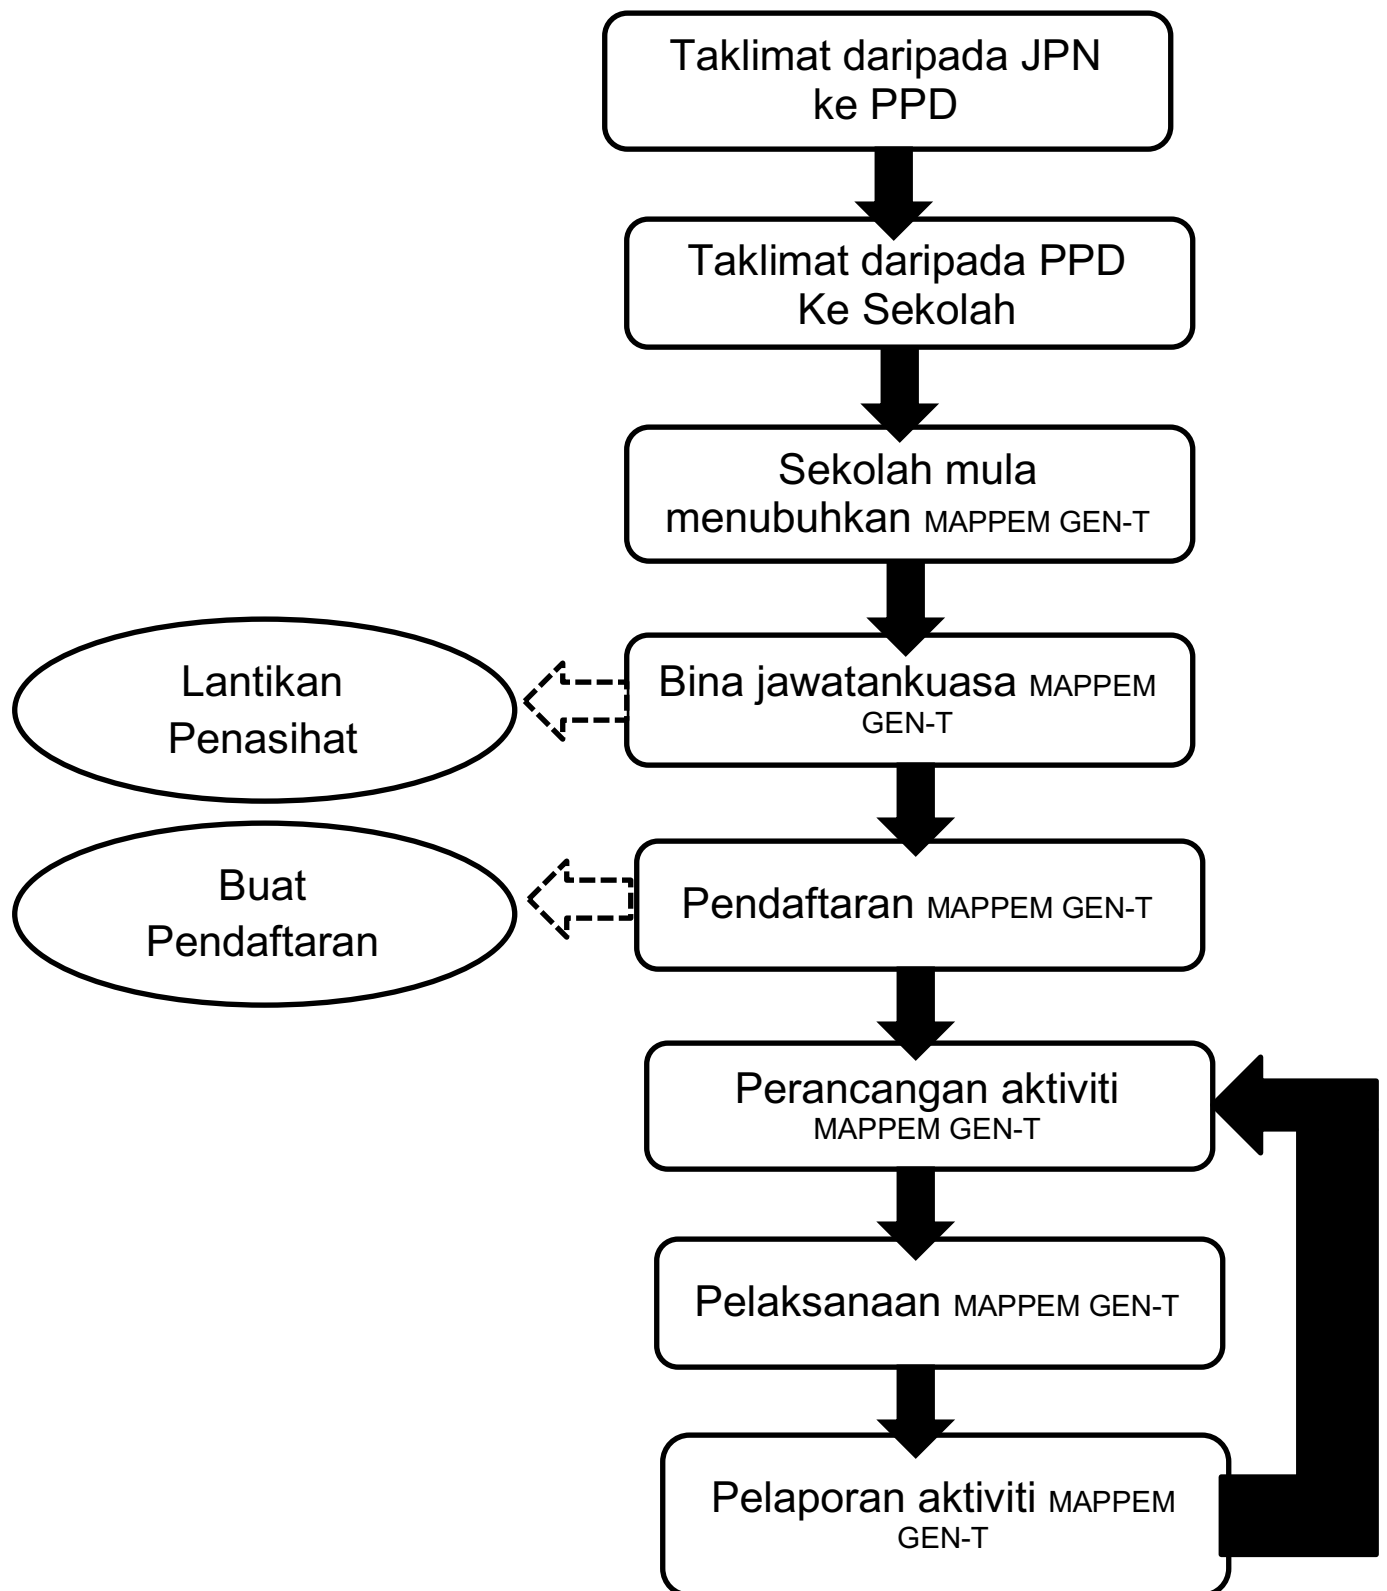 Taklimat daripada JPN
ke PPD
Taklimat daripada PPD
Ke Sekolah
Sekolah mula
menubuhkan MAPPEM GEN-T
Lantikan
Penasihat
Bina jawatankuasa MAPPEM
GEN-T
Buat
Pendaftaran
Pendaftaran MAPPEM GEN-T
Perancangan aktiviti
MAPPEM GEN-T
Pelaksanaan MAPPEM GEN-T
Pelaporan aktiviti MAPPEM
GEN-T